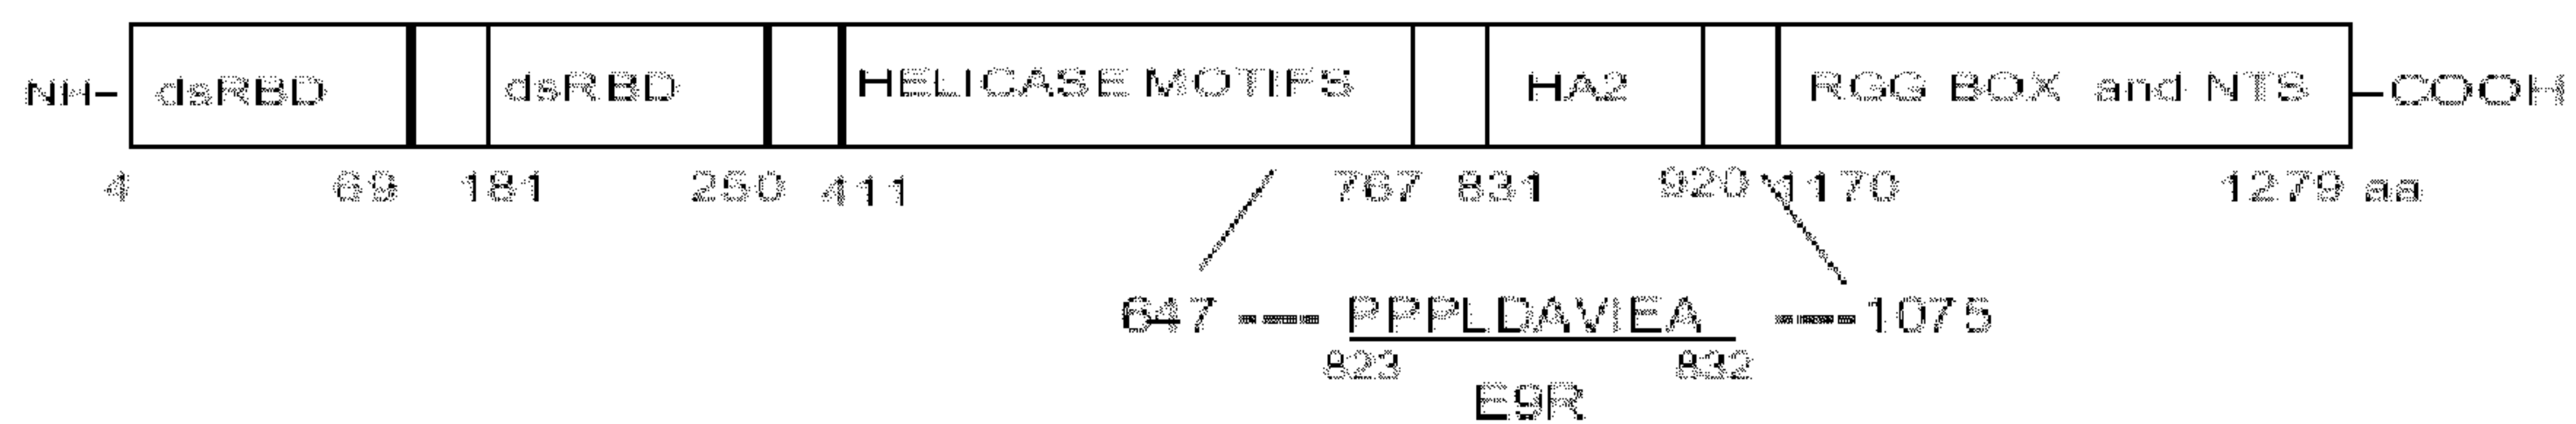 NH– dsRBD dsRBD HELICASE MOTIFS HA2 RGG BOX and NTS –COOH
4 69 181 250 411 767 831 920 1170 1279 aa
647 ---- PPPLDAVIEA ---- 1075
823 832
E9R